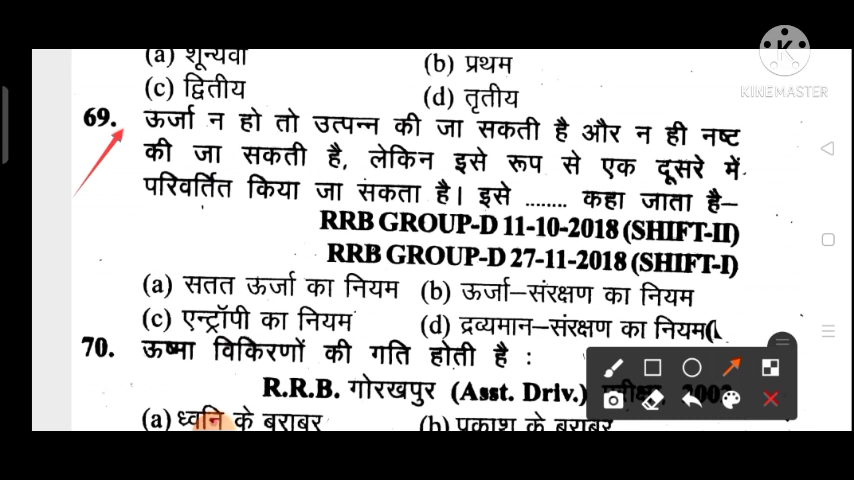 (a) शून्यवा
(b) प्रथम
KINEMASTER
(c) द्वितीय
(d) तृतीय
69. ऊर्जा न हो तो उत्पन्न की जा सकती है और न ही नष्ट
की जा सकती है, लेकिन इसे रूप से एक दूसरे में
परिवर्तित किया जा सकता है। इसे ........ कहा जाता है–
RRB GROUP-D 11-10-2018 (SHIFT-II)
RRB GROUP-D 27-11-2018 (SHIFT-I)
(a) सतत ऊर्जा का नियम (b) ऊर्जा–संरक्षण का नियम
(c) एन्ट्रॉपी का नियम (d) द्रव्यमान–संरक्षण का नियम
70. ऊष्मा विकिरणों की गति होती है :
R.R.B. गोरखपुर (Asst. Driv.)
(a) ध्वनि के बराबर (b) प्रकाश के बराबर